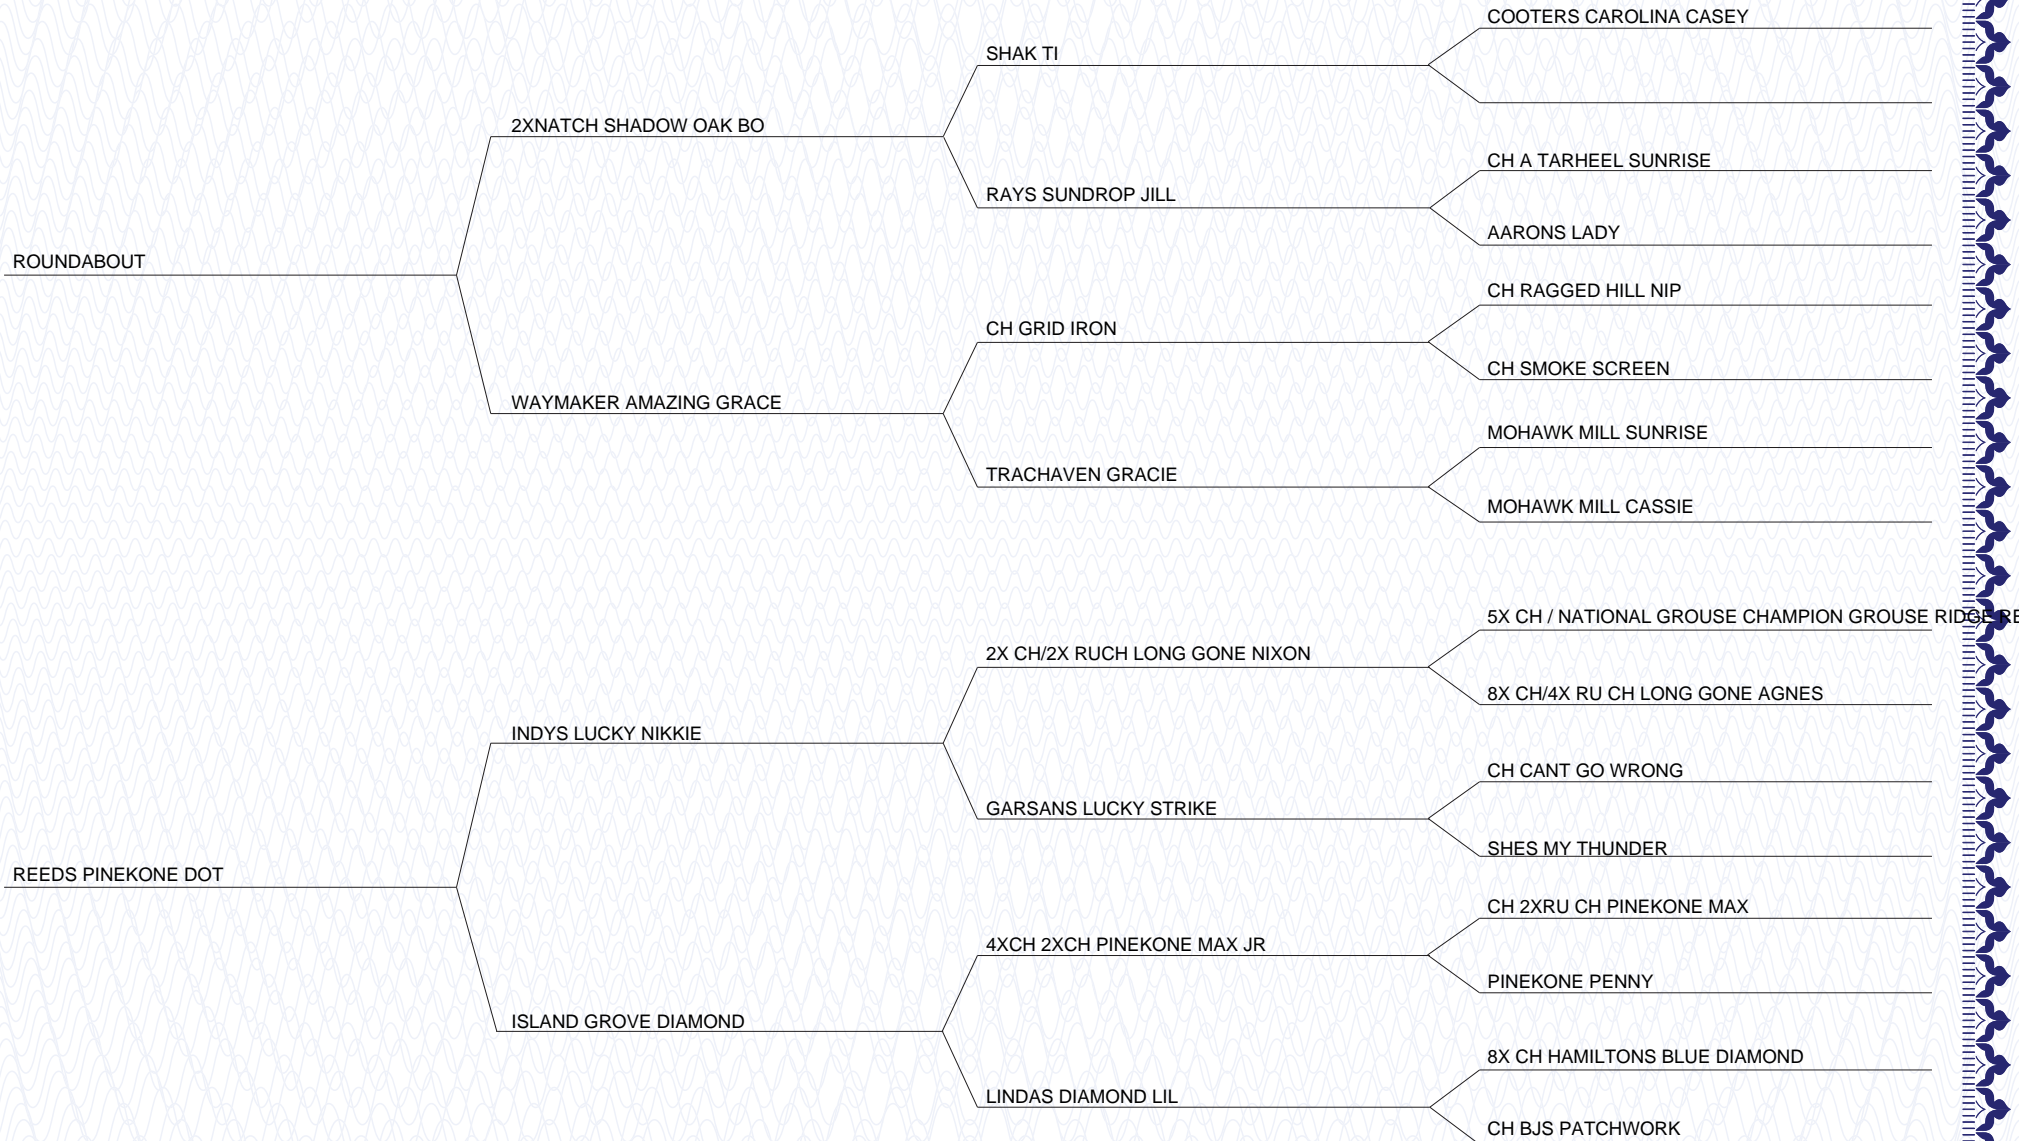 COOTERS CAROLINA CASEY
SHAK TI
2XNATCH SHADOW OAK BO
CH A TARHEEL SUNRISE
RAYS SUNDROP JILL
AARONS LADY
ROUNDABOUT
CH RAGGED HILL NIP
CH GRID IRON
CH SMOKE SCREEN
WAYMAKER AMAZING GRACE
MOHAWK MILL SUNRISE
TRACHAVEN GRACIE
MOHAWK MILL CASSIE
5X CH / NATIONAL GROUSE CHAMPION GROUSE RIDGE RE
2X CH/2X RUCH LONG GONE NIXON
8X CH/4X RU CH LONG GONE AGNES
INDYS LUCKY NIKKIE
CH CANT GO WRONG
GARSANS LUCKY STRIKE
SHES MY THUNDER
REEDS PINEKONE DOT
CH 2XRU CH PINEKONE MAX
4XCH 2XCH PINEKONE MAX JR
PINEKONE PENNY
ISLAND GROVE DIAMOND
8X CH HAMILTONS BLUE DIAMOND
LINDAS DIAMOND LIL
CH BJS PATCHWORK